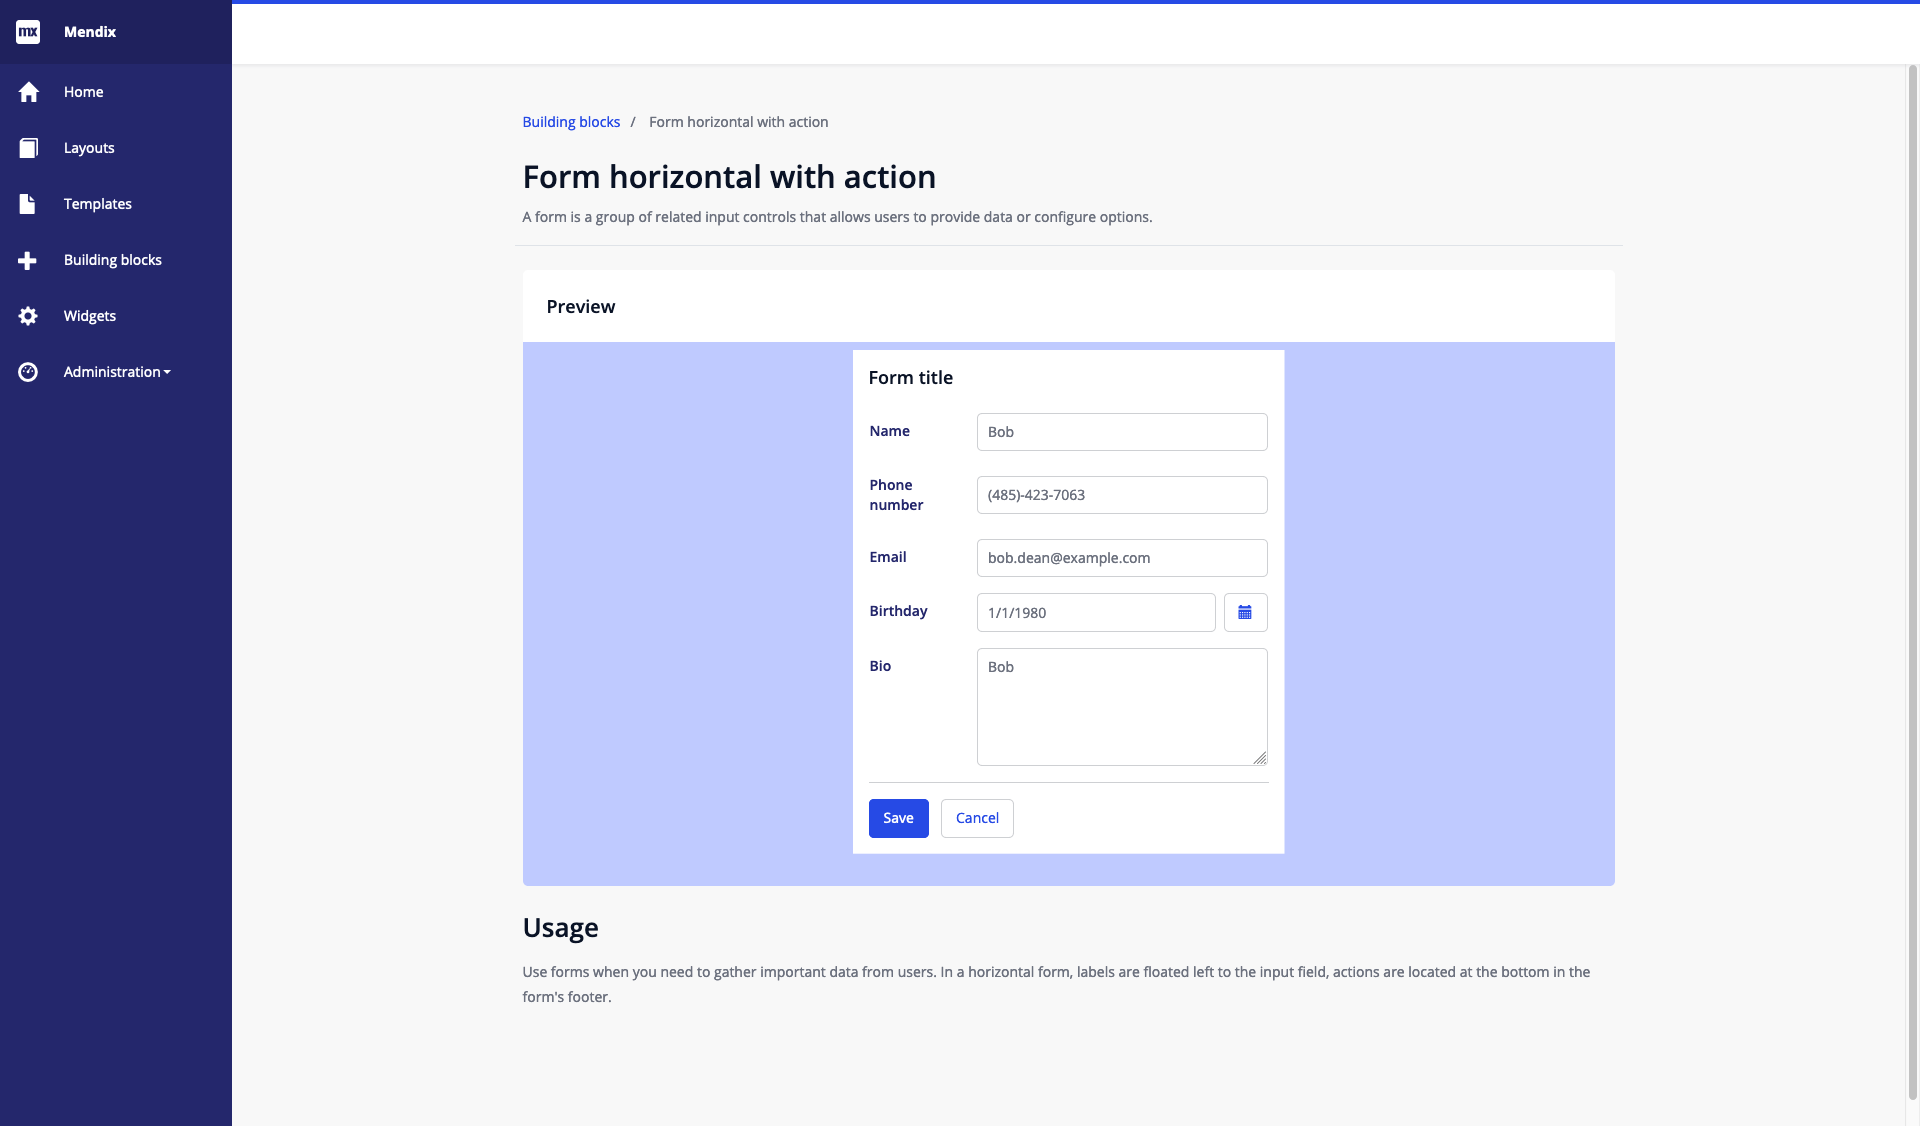 mx Mendix
Home
Layouts
Templates
Building blocks
Widgets
Administration
Building blocks / Form horizontal with action
Form horizontal with action
A form is a group of related input controls that allows users to provide data or configure options.
Preview
Form title
Name Bob
Phone number (485)-423-7063
Email bob.dean@example.com
Birthday 1/1/1980
Bio Bob
Save Cancel
Usage
Use forms when you need to gather important data from users. In a horizontal form, labels are floated left to the input field, actions are located at the bottom in the
form's footer.